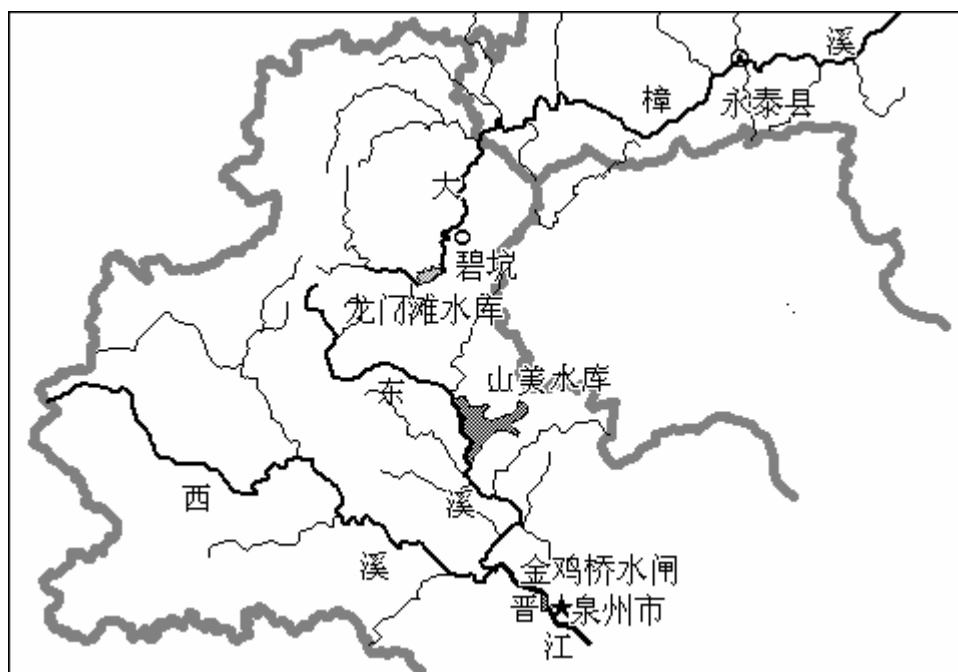 溪
樟
永泰县
大
碧坑
龙门滩水库
山美水库
东
西
溪
溪
金鸡桥水闸
晋
泉州市
江